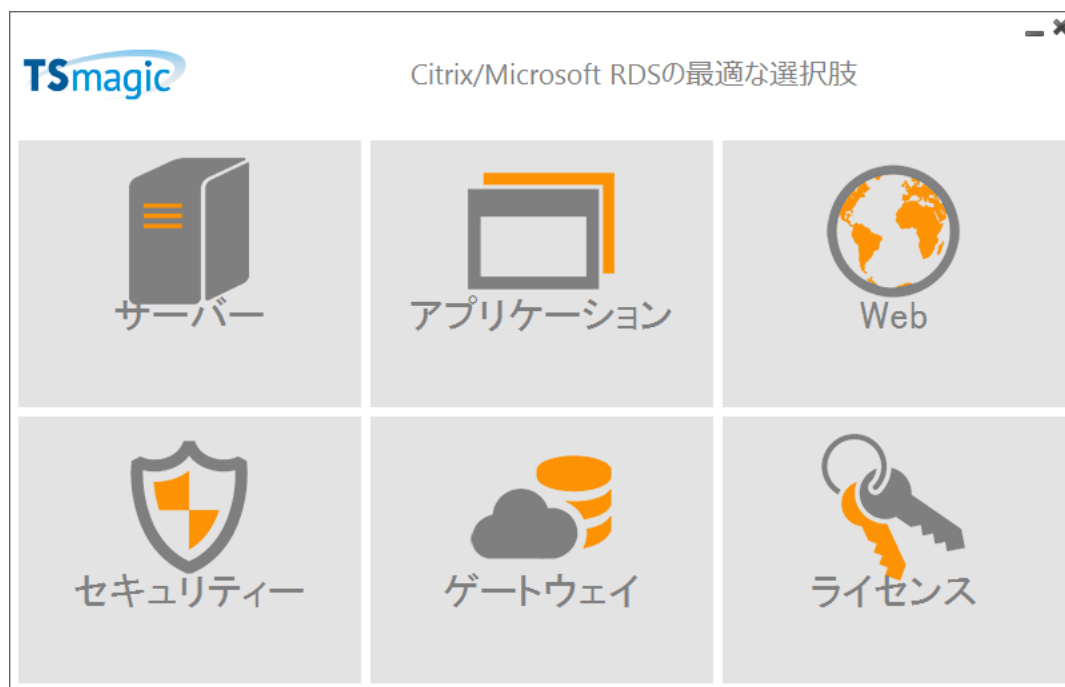 TSmagic
Citrix/Microsoft RDSの最適な選択肢
サーバー
アプリケーション
Web
セキュリティー
ゲートウェイ
ライセンス